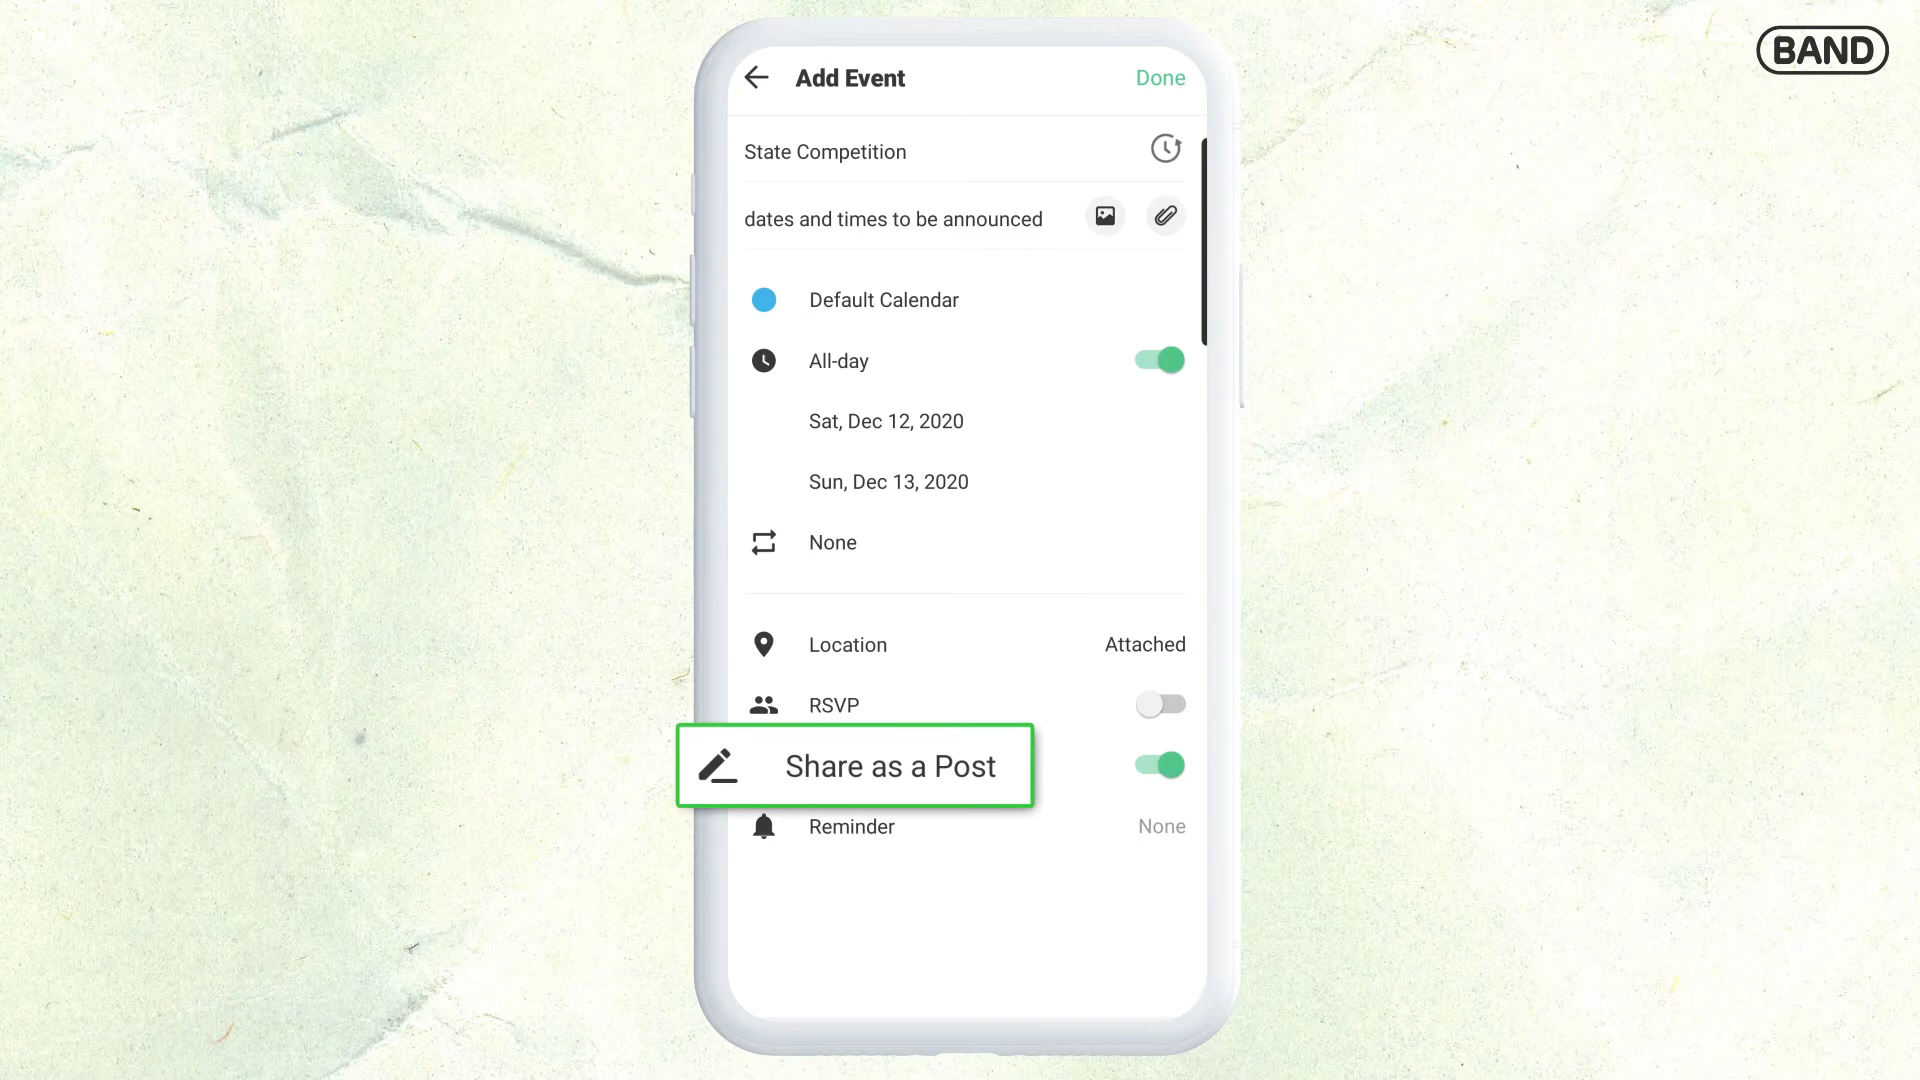 BAND
Add Event
Done
State Competition
dates and times to be announced
Default Calendar
All-day
Sat, Dec 12, 2020
Sun, Dec 13, 2020
None
Location
Attached
RSVP
Share as a Post
Reminder
None